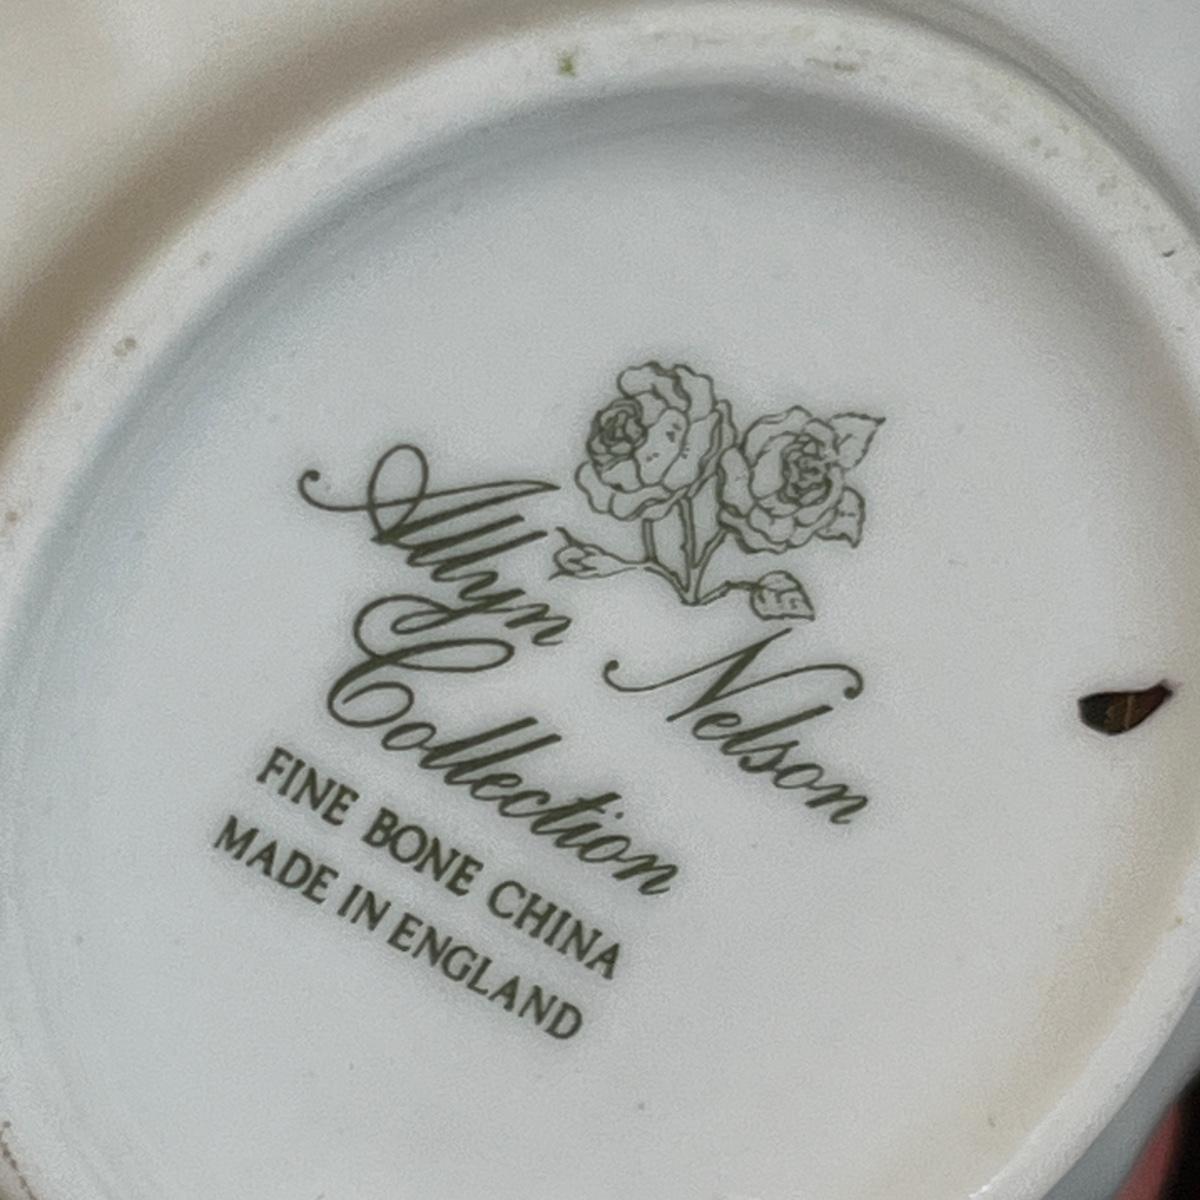 Allyn Nelson
Collection
FINE BONE CHINA
MADE IN ENGLAND